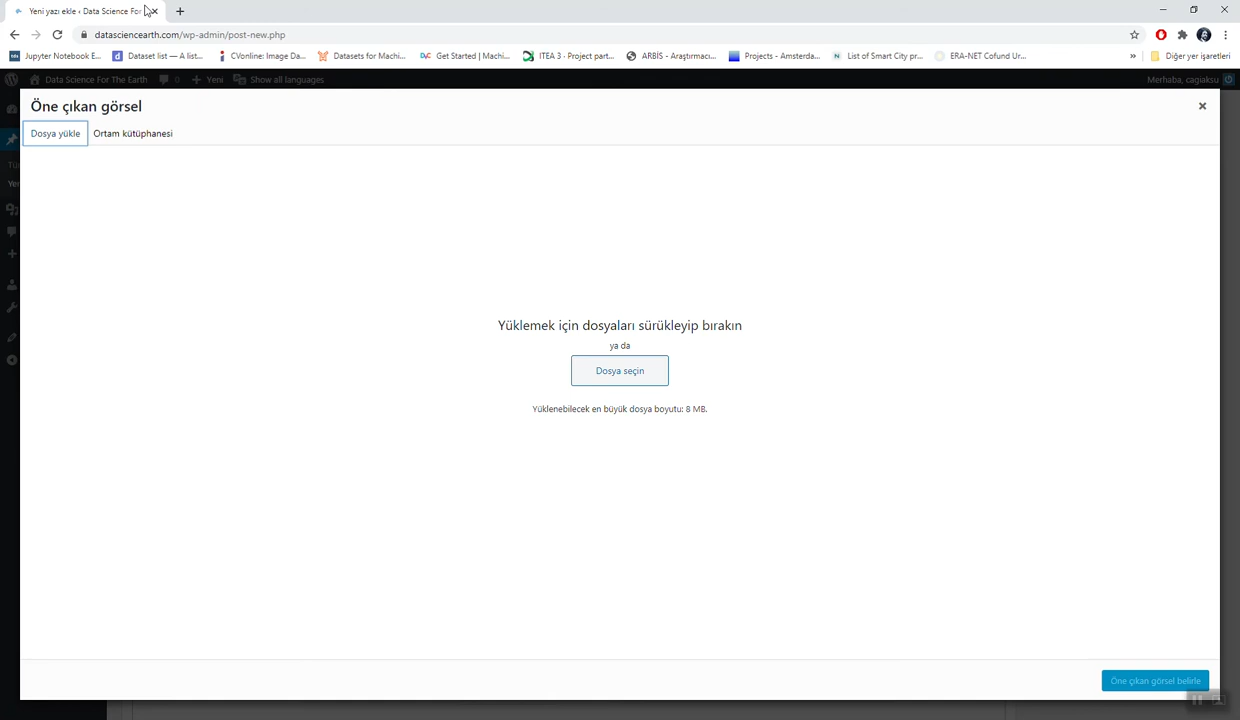 Yeni yazı ekle ‹ Data Science For
datasciencearth.com/wp-admin/post-new.php
Jupyter Notebook E... Dataset list — A list... CVonline: Image Da... Datasets for Machi... Get Started | Machi... ITEA 3 · Project part... ARBİS - Araştırmacı... Projects – Amsterda... List of Smart City pr... ERA-NET Cofund Ur... » Diğer yer işaretleri
Data Science For The Earth 0 Yeni Show all languages Merhaba, cagiaksu
Öne çıkan görsel
Dosya yükle Ortam kütüphanesi
Yüklemek için dosyaları sürükleyip bırakın
ya da
Dosya seçin
Yüklenebilecek en büyük dosya boyutu: 8 MB.
Öne çıkan görsel belirle